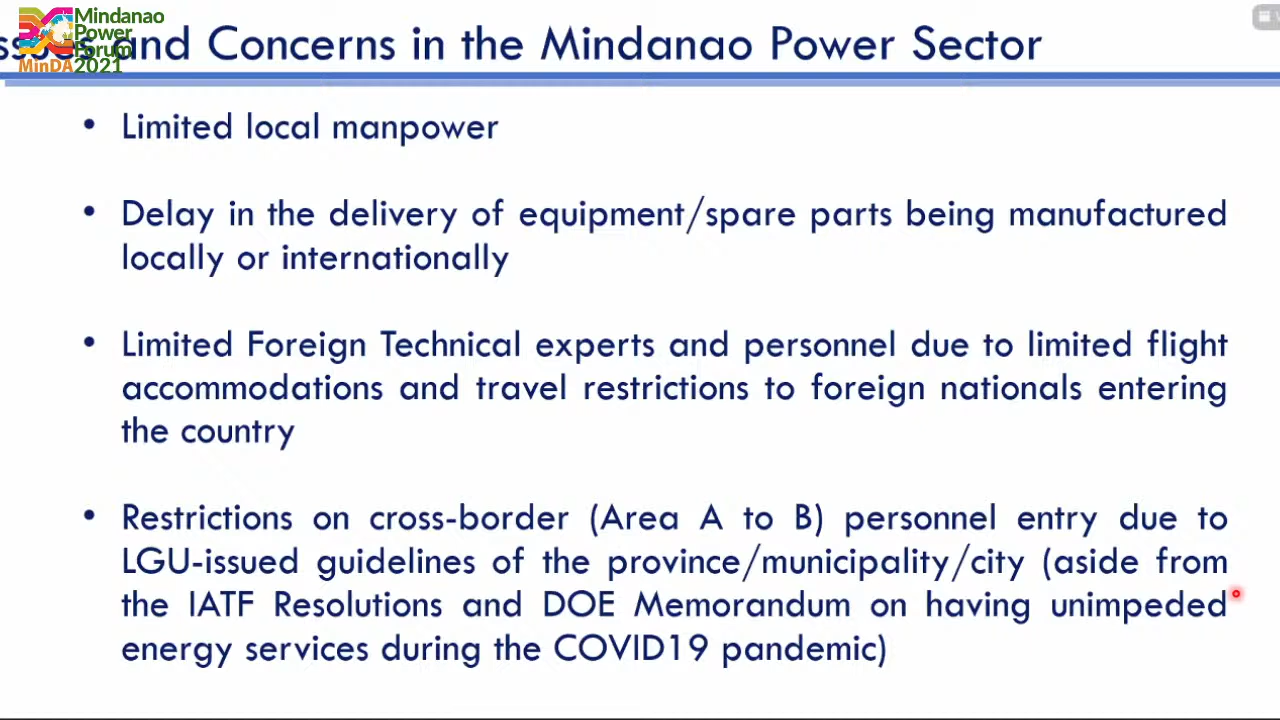 Mindanao
Power
Forum
MinDA 2021
and Concerns in the Mindanao Power Sector
• Limited local manpower
• Delay in the delivery of equipment/spare parts being manufactured
locally or internationally
• Limited Foreign Technical experts and personnel due to limited flight
accommodations and travel restrictions to foreign nationals entering
the country
• Restrictions on cross-border (Area A to B) personnel entry due to
LGU-issued guidelines of the province/municipality/city (aside from
the IATF Resolutions and DOE Memorandum on having unimpeded
energy services during the COVID19 pandemic)